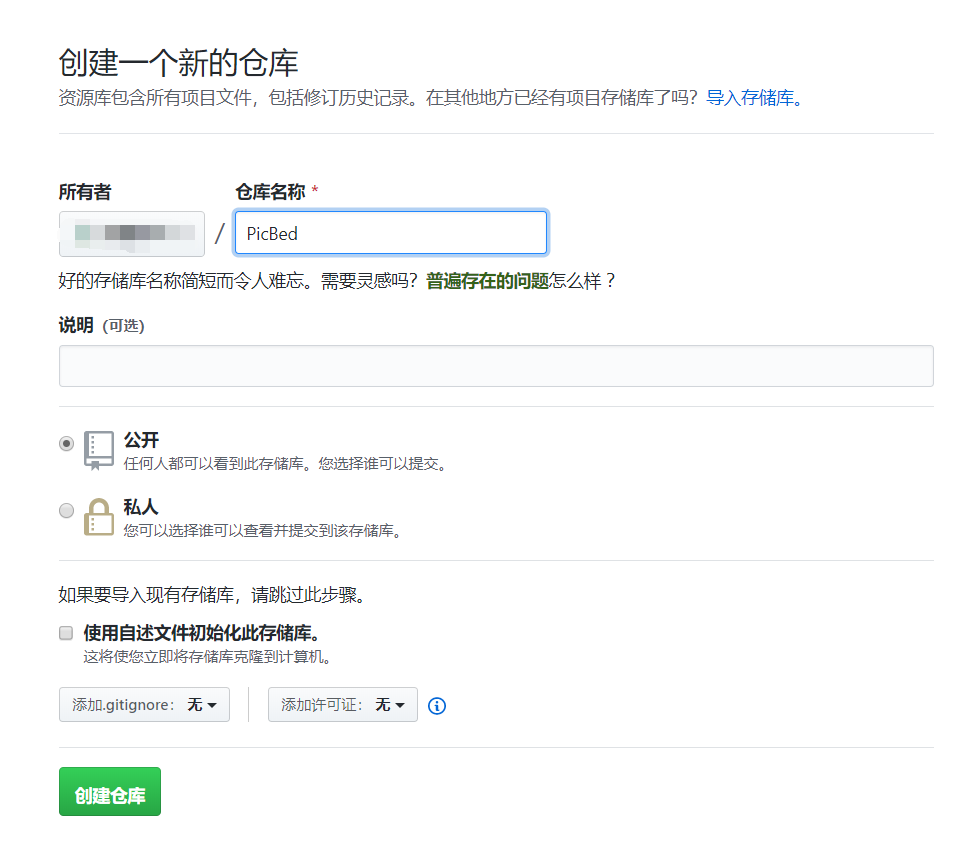 创建一个新的仓库
资源库包含所有项目文件，包括修订历史记录。在其他地方已经有项目存储库了吗？导入存储库。
所有者
仓库名称 *
/
PicBed
好的存储库名称简短而令人难忘。需要灵感吗？普遍存在的问题怎么样？
说明 (可选)
公开
任何人都可以看到此存储库。您选择谁可以提交。
私人
您可以选择谁可以查看并提交到该存储库。
如果要导入现有存储库，请跳过此步骤。
使用自述文件初始化此存储库。
这将使您立即将存储库克隆到计算机。
添加.gitignore： 无
添加许可证： 无
创建仓库